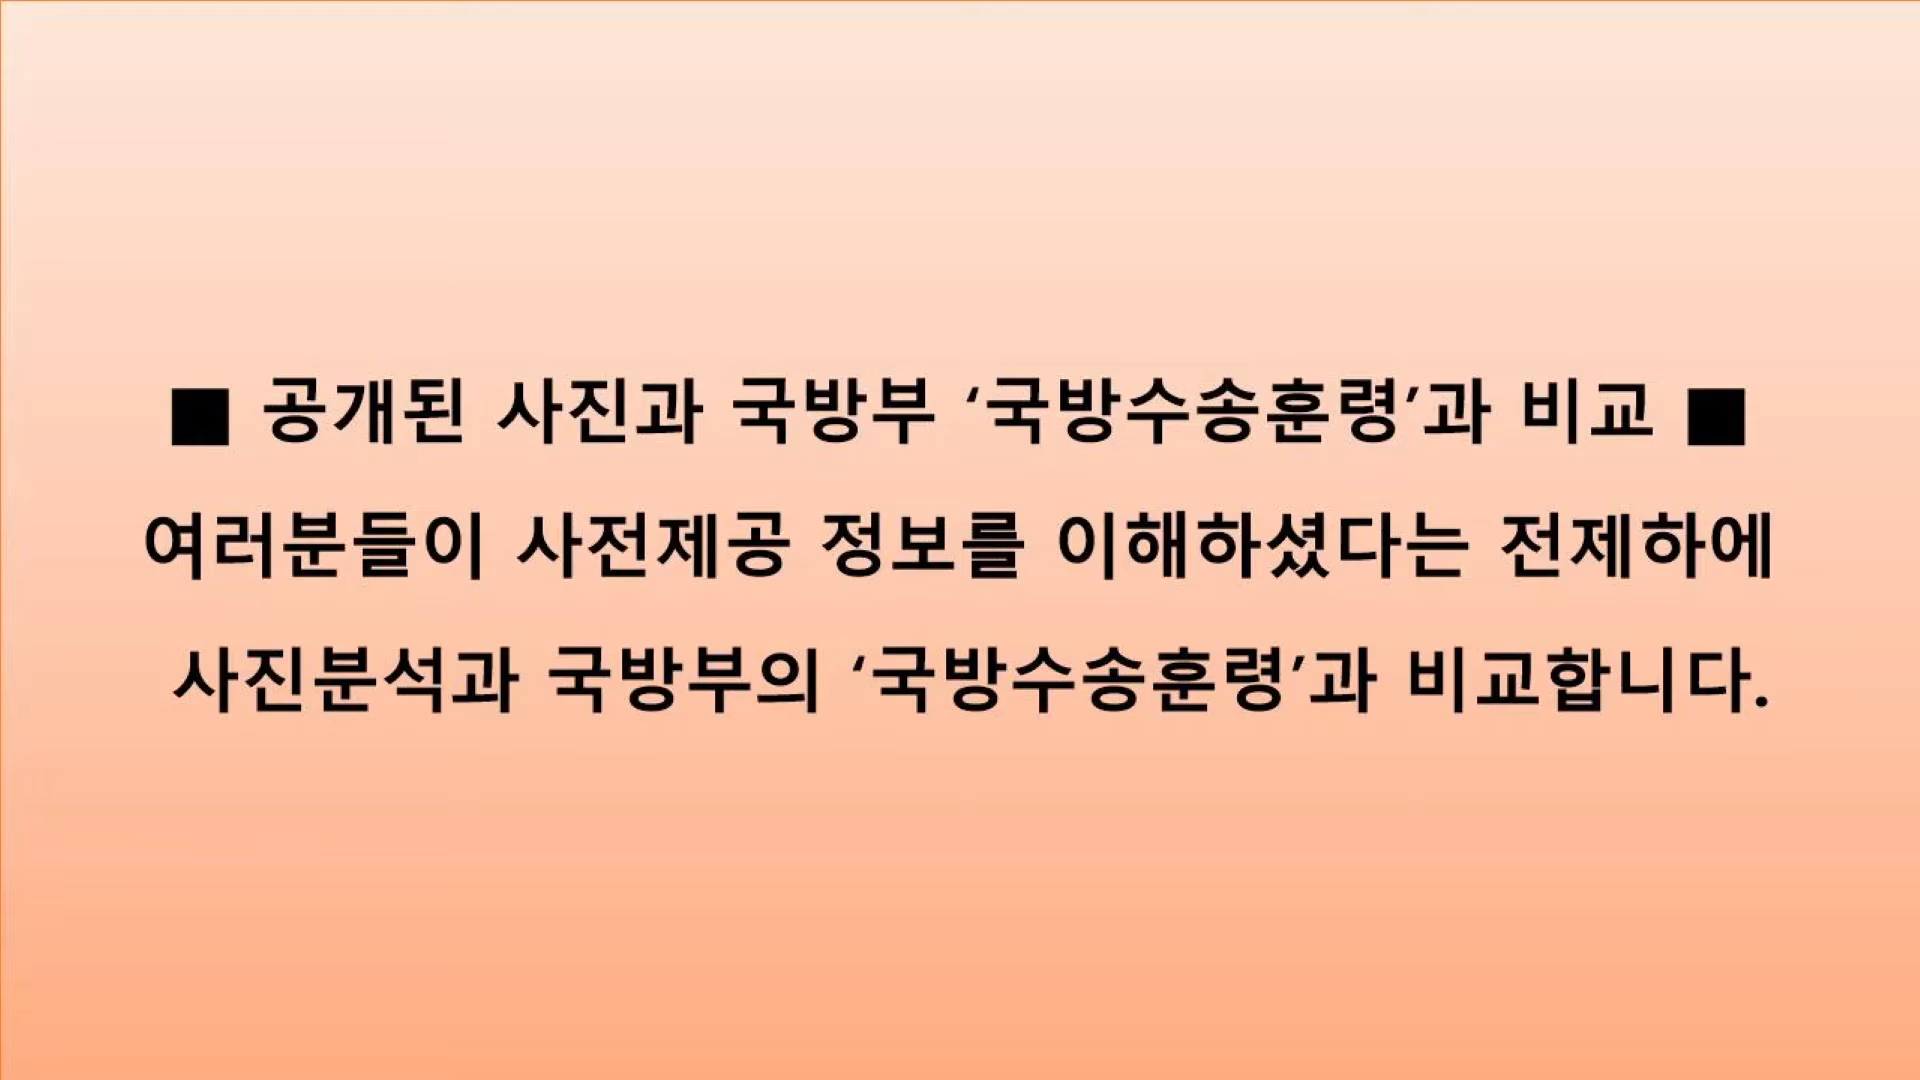 ■ 공개된 사진과 국방부 ‘국방수송훈령’과 비교 ■
여러분들이 사전제공 정보를 이해하셨다는 전제하에
사진분석과 국방부의 ‘국방수송훈령’과 비교합니다.